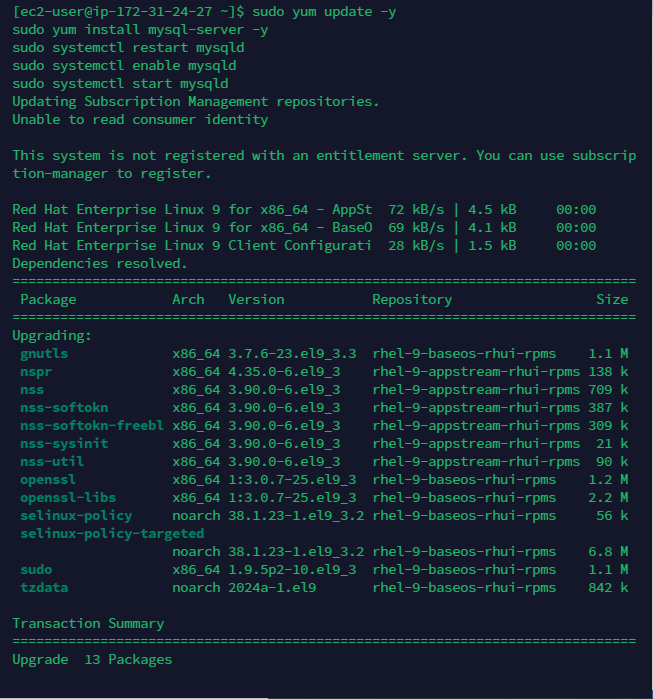 [ec2-user@ip-172-31-24-27 ~]$ sudo yum update -y
sudo yum install mysql-server -y
sudo systemctl restart mysqld
sudo systemctl enable mysqld
sudo systemctl start mysqld
Updating Subscription Management repositories.
Unable to read consumer identity

This system is not registered with an entitlement server. You can use subscrip
tion-manager to register.

Red Hat Enterprise Linux 9 for x86_64 - AppSt  72 kB/s | 4.5 kB     00:00
Red Hat Enterprise Linux 9 for x86_64 - BaseO  69 kB/s | 4.1 kB     00:00
Red Hat Enterprise Linux 9 Client Configurati  28 kB/s | 1.5 kB     00:00
Dependencies resolved.
==============================================================================
 Package            Arch   Version           Repository                  Size
==============================================================================
Upgrading:
 gnutls             x86_64 3.7.6-23.el9_3.3  rhel-9-baseos-rhui-rpms    1.1 M
 nspr               x86_64 4.35.0-6.el9_3    rhel-9-appstream-rhui-rpms 138 k
 nss                x86_64 3.90.0-6.el9_3    rhel-9-appstream-rhui-rpms 709 k
 nss-softokn        x86_64 3.90.0-6.el9_3    rhel-9-appstream-rhui-rpms 387 k
 nss-softokn-freebl x86_64 3.90.0-6.el9_3    rhel-9-appstream-rhui-rpms 309 k
 nss-sysinit        x86_64 3.90.0-6.el9_3    rhel-9-appstream-rhui-rpms  21 k
 nss-util           x86_64 3.90.0-6.el9_3    rhel-9-appstream-rhui-rpms  90 k
 openssl            x86_64 1:3.0.7-25.el9_3  rhel-9-baseos-rhui-rpms    1.2 M
 openssl-libs       x86_64 1:3.0.7-25.el9_3  rhel-9-baseos-rhui-rpms    2.2 M
 selinux-policy     noarch 38.1.23-1.el9_3.2 rhel-9-baseos-rhui-rpms     56 k
 selinux-policy-targeted
                    noarch 38.1.23-1.el9_3.2 rhel-9-baseos-rhui-rpms    6.8 M
 sudo               x86_64 1.9.5p2-10.el9_3  rhel-9-baseos-rhui-rpms    1.1 M
 tzdata             noarch 2024a-1.el9       rhel-9-baseos-rhui-rpms    842 k

Transaction Summary
==============================================================================
Upgrade  13 Packages